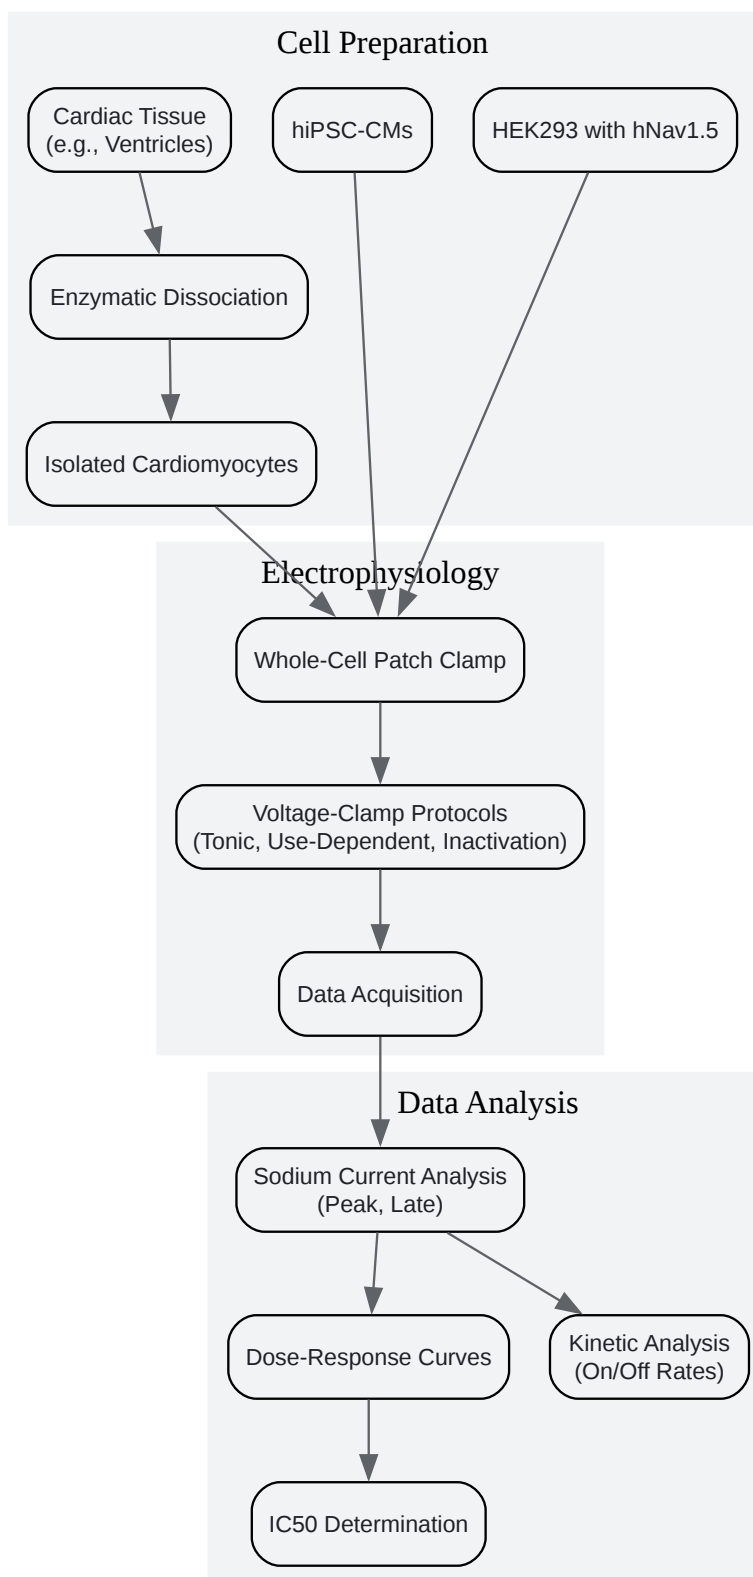 Cell Preparation
Cardiac Tissue
(e.g., Ventricles)
hiPSC-CMs
HEK293 with hNav1.5
Enzymatic Dissociation
Isolated Cardiomyocytes
Electrophysiology
Whole-Cell Patch Clamp
Voltage-Clamp Protocols
(Tonic, Use-Dependent, Inactivation)
Data Acquisition
Data Analysis
Sodium Current Analysis
(Peak, Late)
Dose-Response Curves
Kinetic Analysis
(On/Off Rates)
IC50 Determination